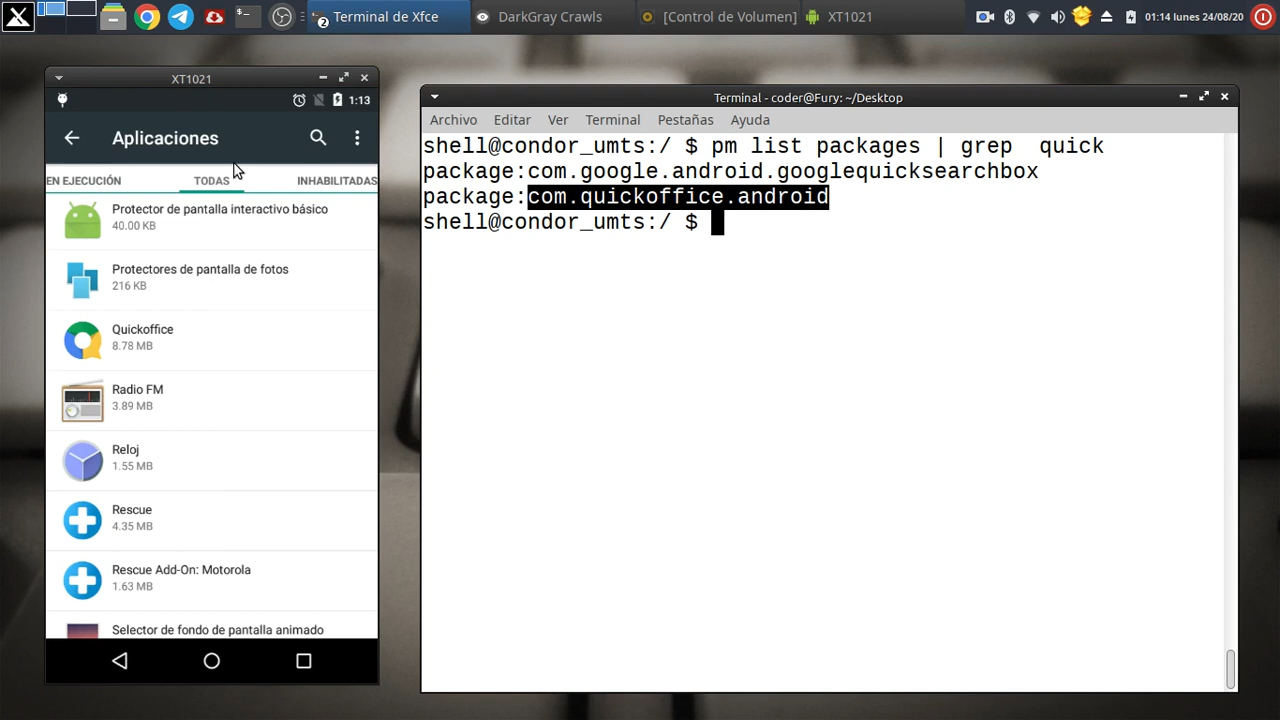 Terminal de Xfce
2
DarkGray Crawls
[Control de Volumen]
XT1021
01:14 lunes 24/08/20
XT1021
1:13
Aplicaciones
EN EJECUCIÓN
TODAS
INHABILITADAS
Protector de pantalla interactivo básico
40.00 KB
Protectores de pantalla de fotos
216 KB
Quickoffice
8.78 MB
Radio FM
3.89 MB
Reloj
1.55 MB
Rescue
4.35 MB
Rescue Add-On: Motorola
1.63 MB
Selector de fondo de pantalla animado
Terminal - coder@Fury: ~/Desktop
Archivo Editar Ver Terminal Pestañas Ayuda
shell@condor_umts:/ $ pm list packages | grep  quick
package:com.google.android.googlequicksearchbox
package:com.quickoffice.android
shell@condor_umts:/ $